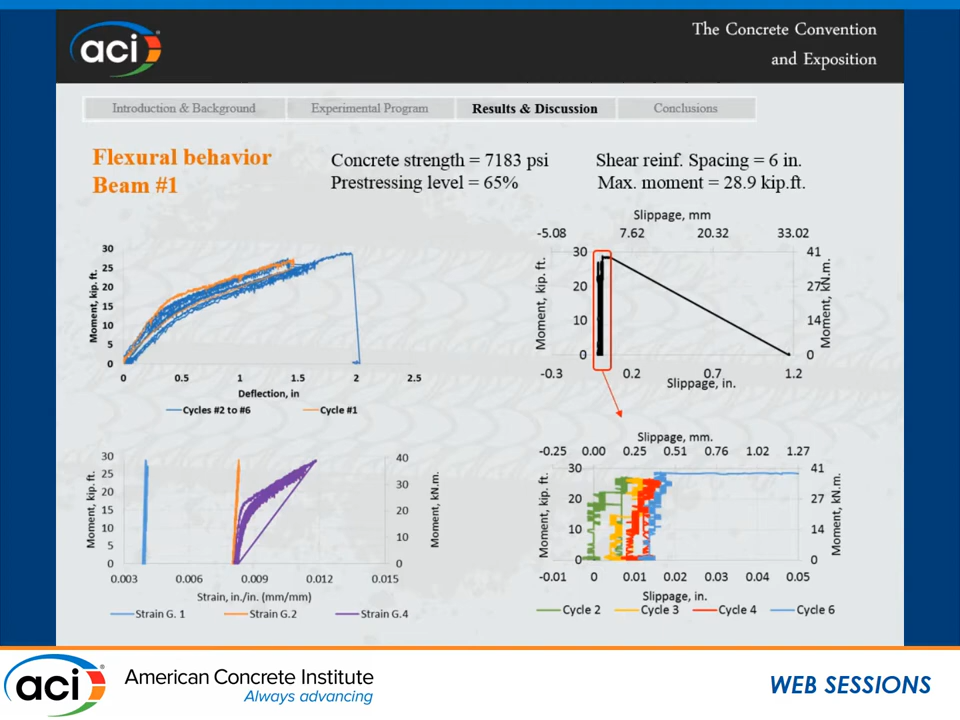 aci
The Concrete Convention
and Exposition
Introduction & Background
Experimental Program
Results & Discussion
Conclusions
Flexural behavior
Beam #1
Concrete strength = 7183 psi
Prestressing level = 65%
Shear reinf. Spacing = 6 in.
Max. moment = 28.9 kip.ft.
30
25
20
15
10
5
0
Moment, kip. ft.
0 0.5 1 1.5 2 2.5
Deflection, in
Cycles #2 to #6 Cycle #1
Slippage, mm
-5.08 7.62 20.32 33.02
30
20
10
0
Moment, kip. ft.
41
27
14
0
Moment, kN.m.
-0.3 0.2 0.7 1.2
Slippage, in.
30
25
20
15
10
5
0
Moment, kip. ft.
40
30
20
10
0
Moment, kN.m.
0.003 0.006 0.009 0.012 0.015
Strain, in./in. (mm/mm)
Strain G. 1 Strain G.2 Strain G.4
Slippage, mm.
-0.25 0.00 0.25 0.51 0.76 1.02 1.27
30
20
10
0
Moment, kip. ft.
41
27
14
0
Moment, kN.m.
-0.01 0 0.01 0.02 0.03 0.04 0.05
Slippage, in.
Cycle 2 Cycle 3 Cycle 4 Cycle 6
aci
American Concrete Institute
Always advancing
WEB SESSIONS